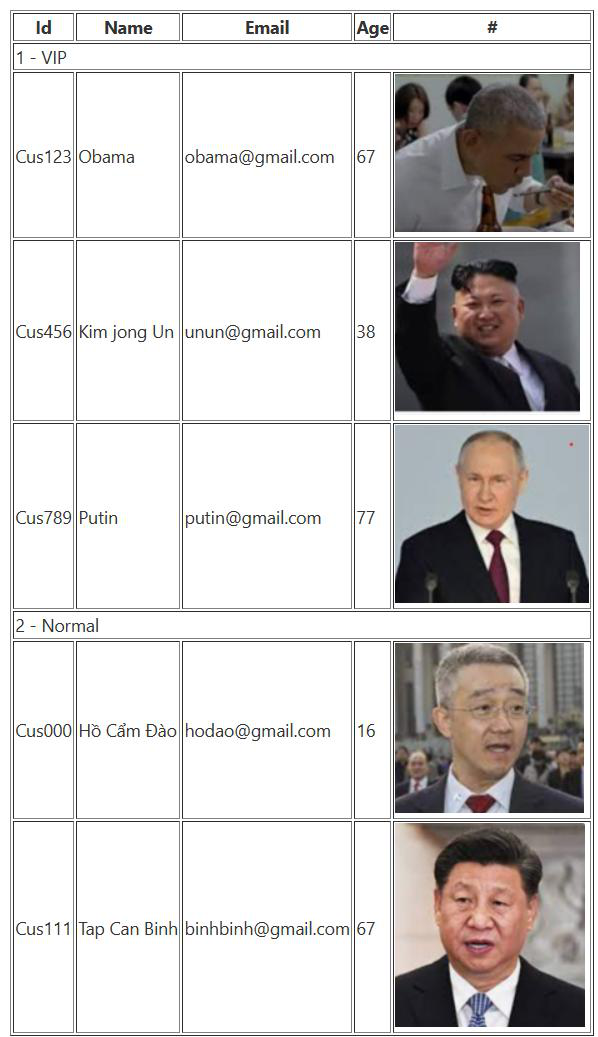 Id Name Email Age #
1 - VIP
Cus123 Obama obama@gmail.com 67
Cus456 Kim jong Un unun@gmail.com 38
Cus789 Putin putin@gmail.com 77
2 - Normal
Cus000 Hồ Cẩm Đào hodao@gmail.com 16
Cus111 Tap Can Binh binhbinh@gmail.com 67